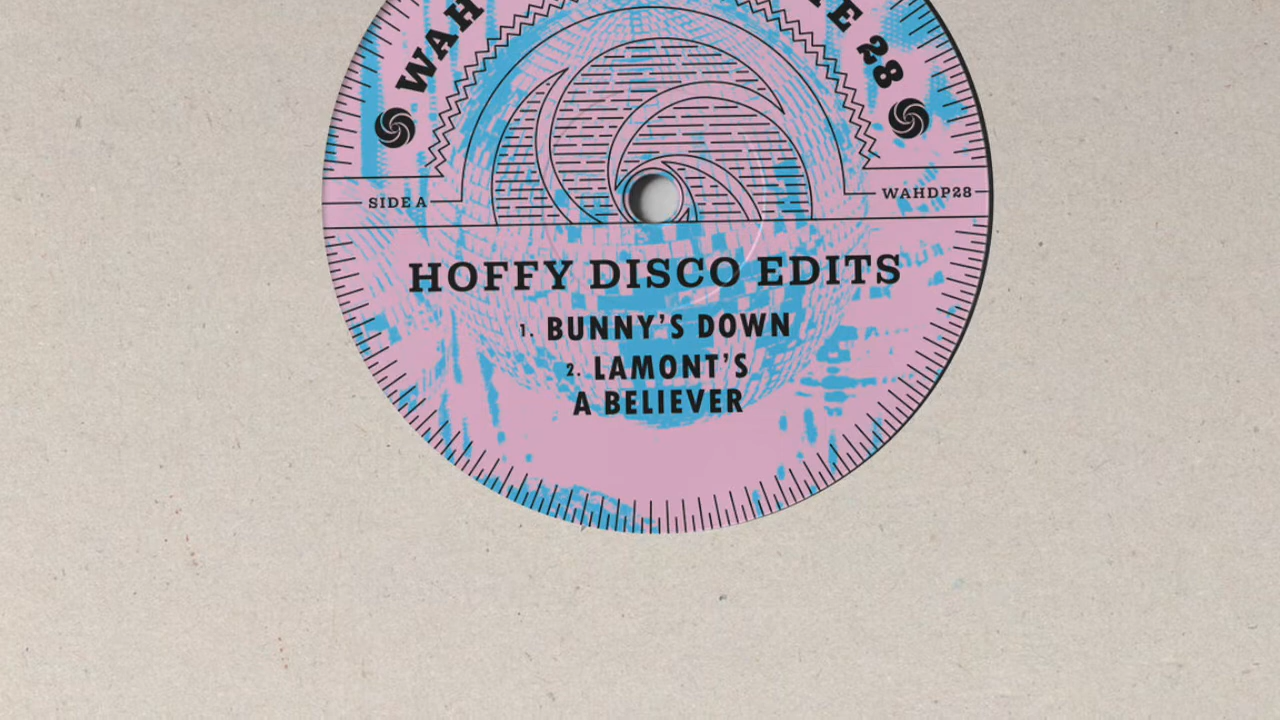 WAH
28
SIDE A
WAHDP28
HOFFY DISCO EDITS
1. BUNNY'S DOWN
2. LAMONT'S
A BELIEVER